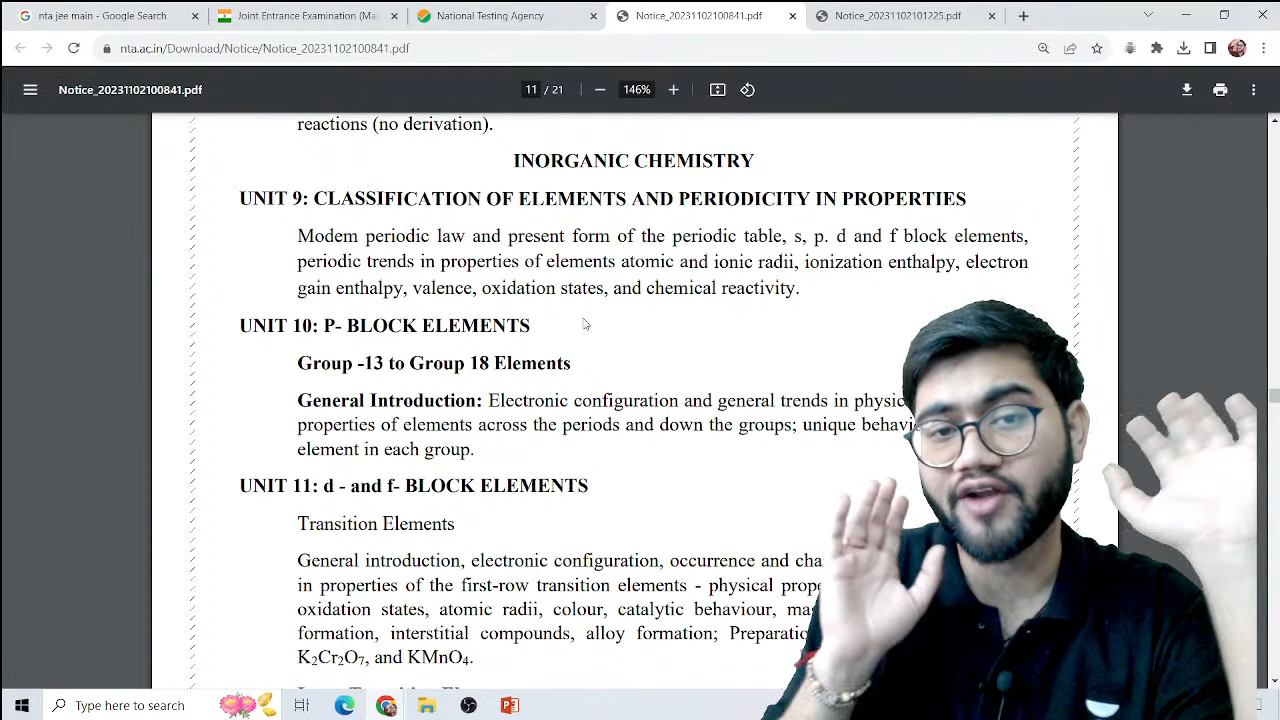 nta jee main - Google Search
Joint Entrance Examination (Mai
National Testing Agency
Notice_20231102100841.pdf
Notice_20231102101225.pdf
nta.ac.in/Download/Notice/Notice_20231102100841.pdf
Notice_20231102100841.pdf
11 / 21
146%
reactions (no derivation).
INORGANIC CHEMISTRY
UNIT 9: CLASSIFICATION OF ELEMENTS AND PERIODICITY IN PROPERTIES
Modem periodic law and present form of the periodic table, s, p. d and f block elements,
periodic trends in properties of elements atomic and ionic radii, ionization enthalpy, electron
gain enthalpy, valence, oxidation states, and chemical reactivity.
UNIT 10: P- BLOCK ELEMENTS
Group -13 to Group 18 Elements
General Introduction: Electronic configuration and general trends in physic
properties of elements across the periods and down the groups; unique behavi
element in each group.
UNIT 11: d - and f- BLOCK ELEMENTS
Transition Elements
General introduction, electronic configuration, occurrence and cha
in properties of the first-row transition elements - physical prope
oxidation states, atomic radii, colour, catalytic behaviour, ma
formation, interstitial compounds, alloy formation; Preparatio
K₂Cr₂O₇, and KMnO₄.
Type here to search